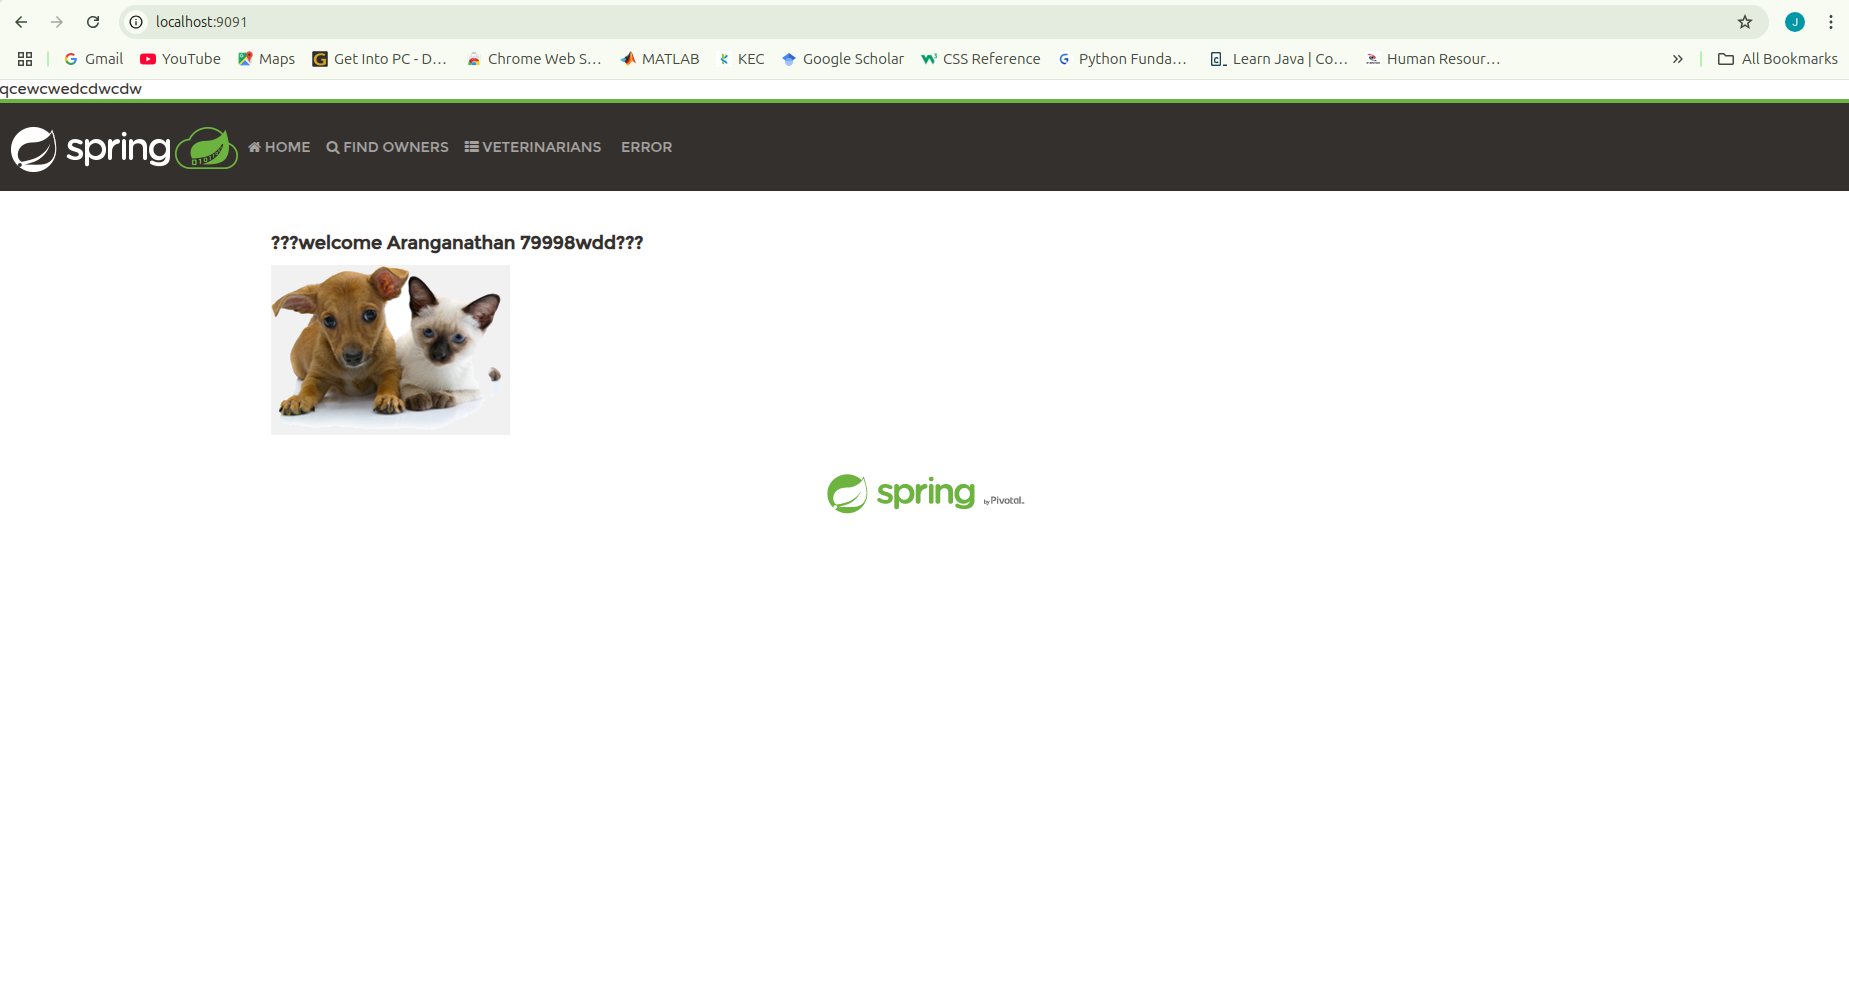 localhost:9091
Gmail YouTube Maps Get Into PC - D... Chrome Web S... MATLAB KEC Google Scholar CSS Reference Python Funda... Learn Java | Co... Human Resour... All Bookmarks
qcewcwedcdwcdw
spring HOME FIND OWNERS VETERINARIANS ERROR
???welcome Aranganathan 79998wdd???
spring by Pivotal